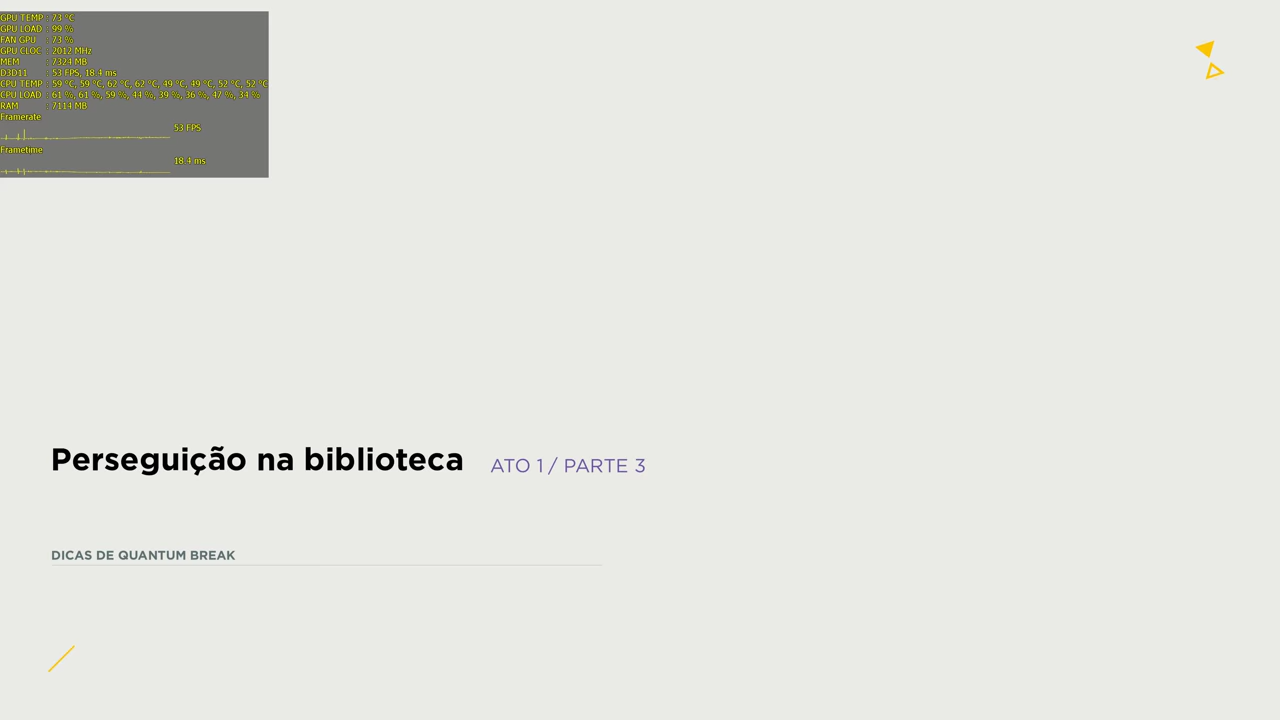 GPU TEMP : 73 °C
GPU LOAD : 99 %
FAN GPU : 73 %
GPU CLOC : 2012 MHz
MEM : 7324 MB
D3D11 : 53 FPS, 18.4 ms
CPU TEMP : 59 °C, 59 °C, 62 °C, 62 °C, 49 °C, 49 °C, 52 °C, 52 °C
CPU LOAD : 61 %, 61 %, 59 %, 44 %, 39 %, 36 %, 47 %, 34 %
RAM : 7114 MB
Framerate
53 FPS
Frametime
18.4 ms
Perseguição na biblioteca ATO 1 / PARTE 3
DICAS DE QUANTUM BREAK